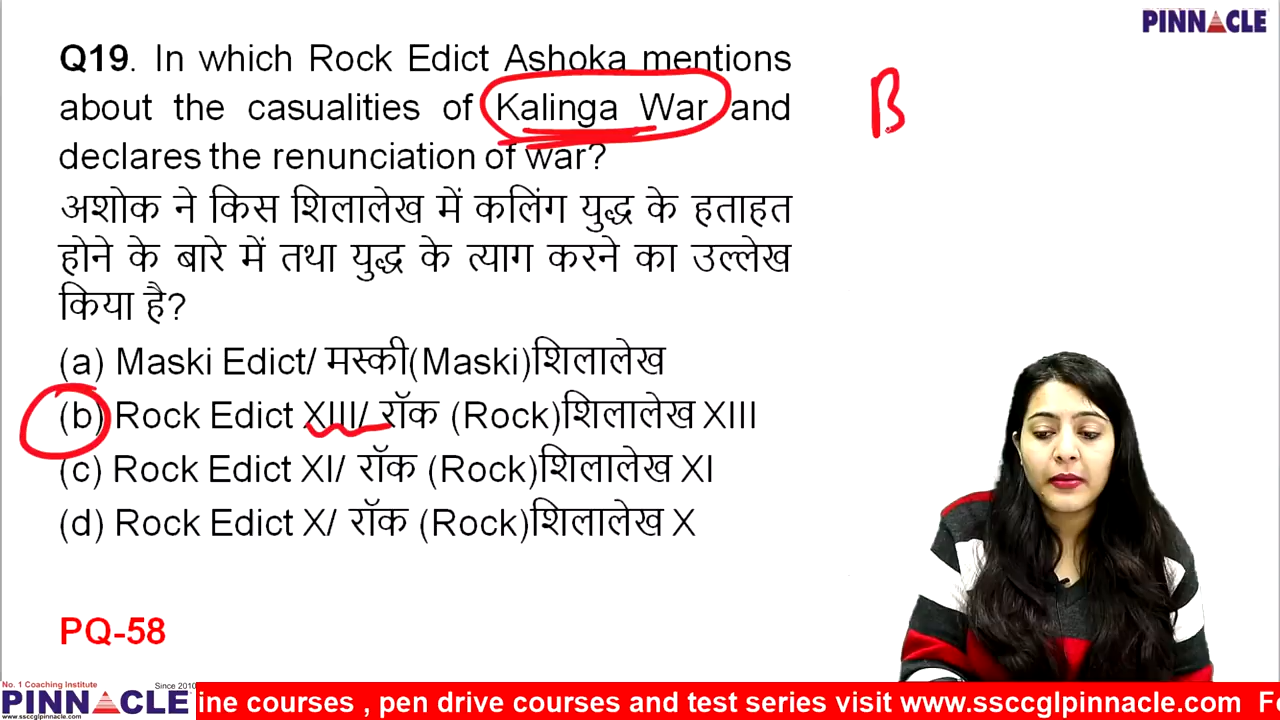 PINNACLE
Q19. In which Rock Edict Ashoka mentions
about the casualities of Kalinga War and
declares the renunciation of war?
अशोक ने किस शिलालेख में कलिंग युद्ध के हताहत
होने के बारे में तथा युद्ध के त्याग करने का उल्लेख
किया है?
B
(a) Maski Edict/ मस्की(Maski)शिलालेख
(b) Rock Edict XIII/ रॉक (Rock)शिलालेख XIII
(c) Rock Edict XI/ रॉक (Rock)शिलालेख XI
(d) Rock Edict X/ रॉक (Rock)शिलालेख X
PQ-58
No. 1 Coaching Institute
Since 2010
PINNACLE
www.ssccglpinnacle.com
ine courses , pen drive courses and test series visit www.ssccglpinnacle.com Fo